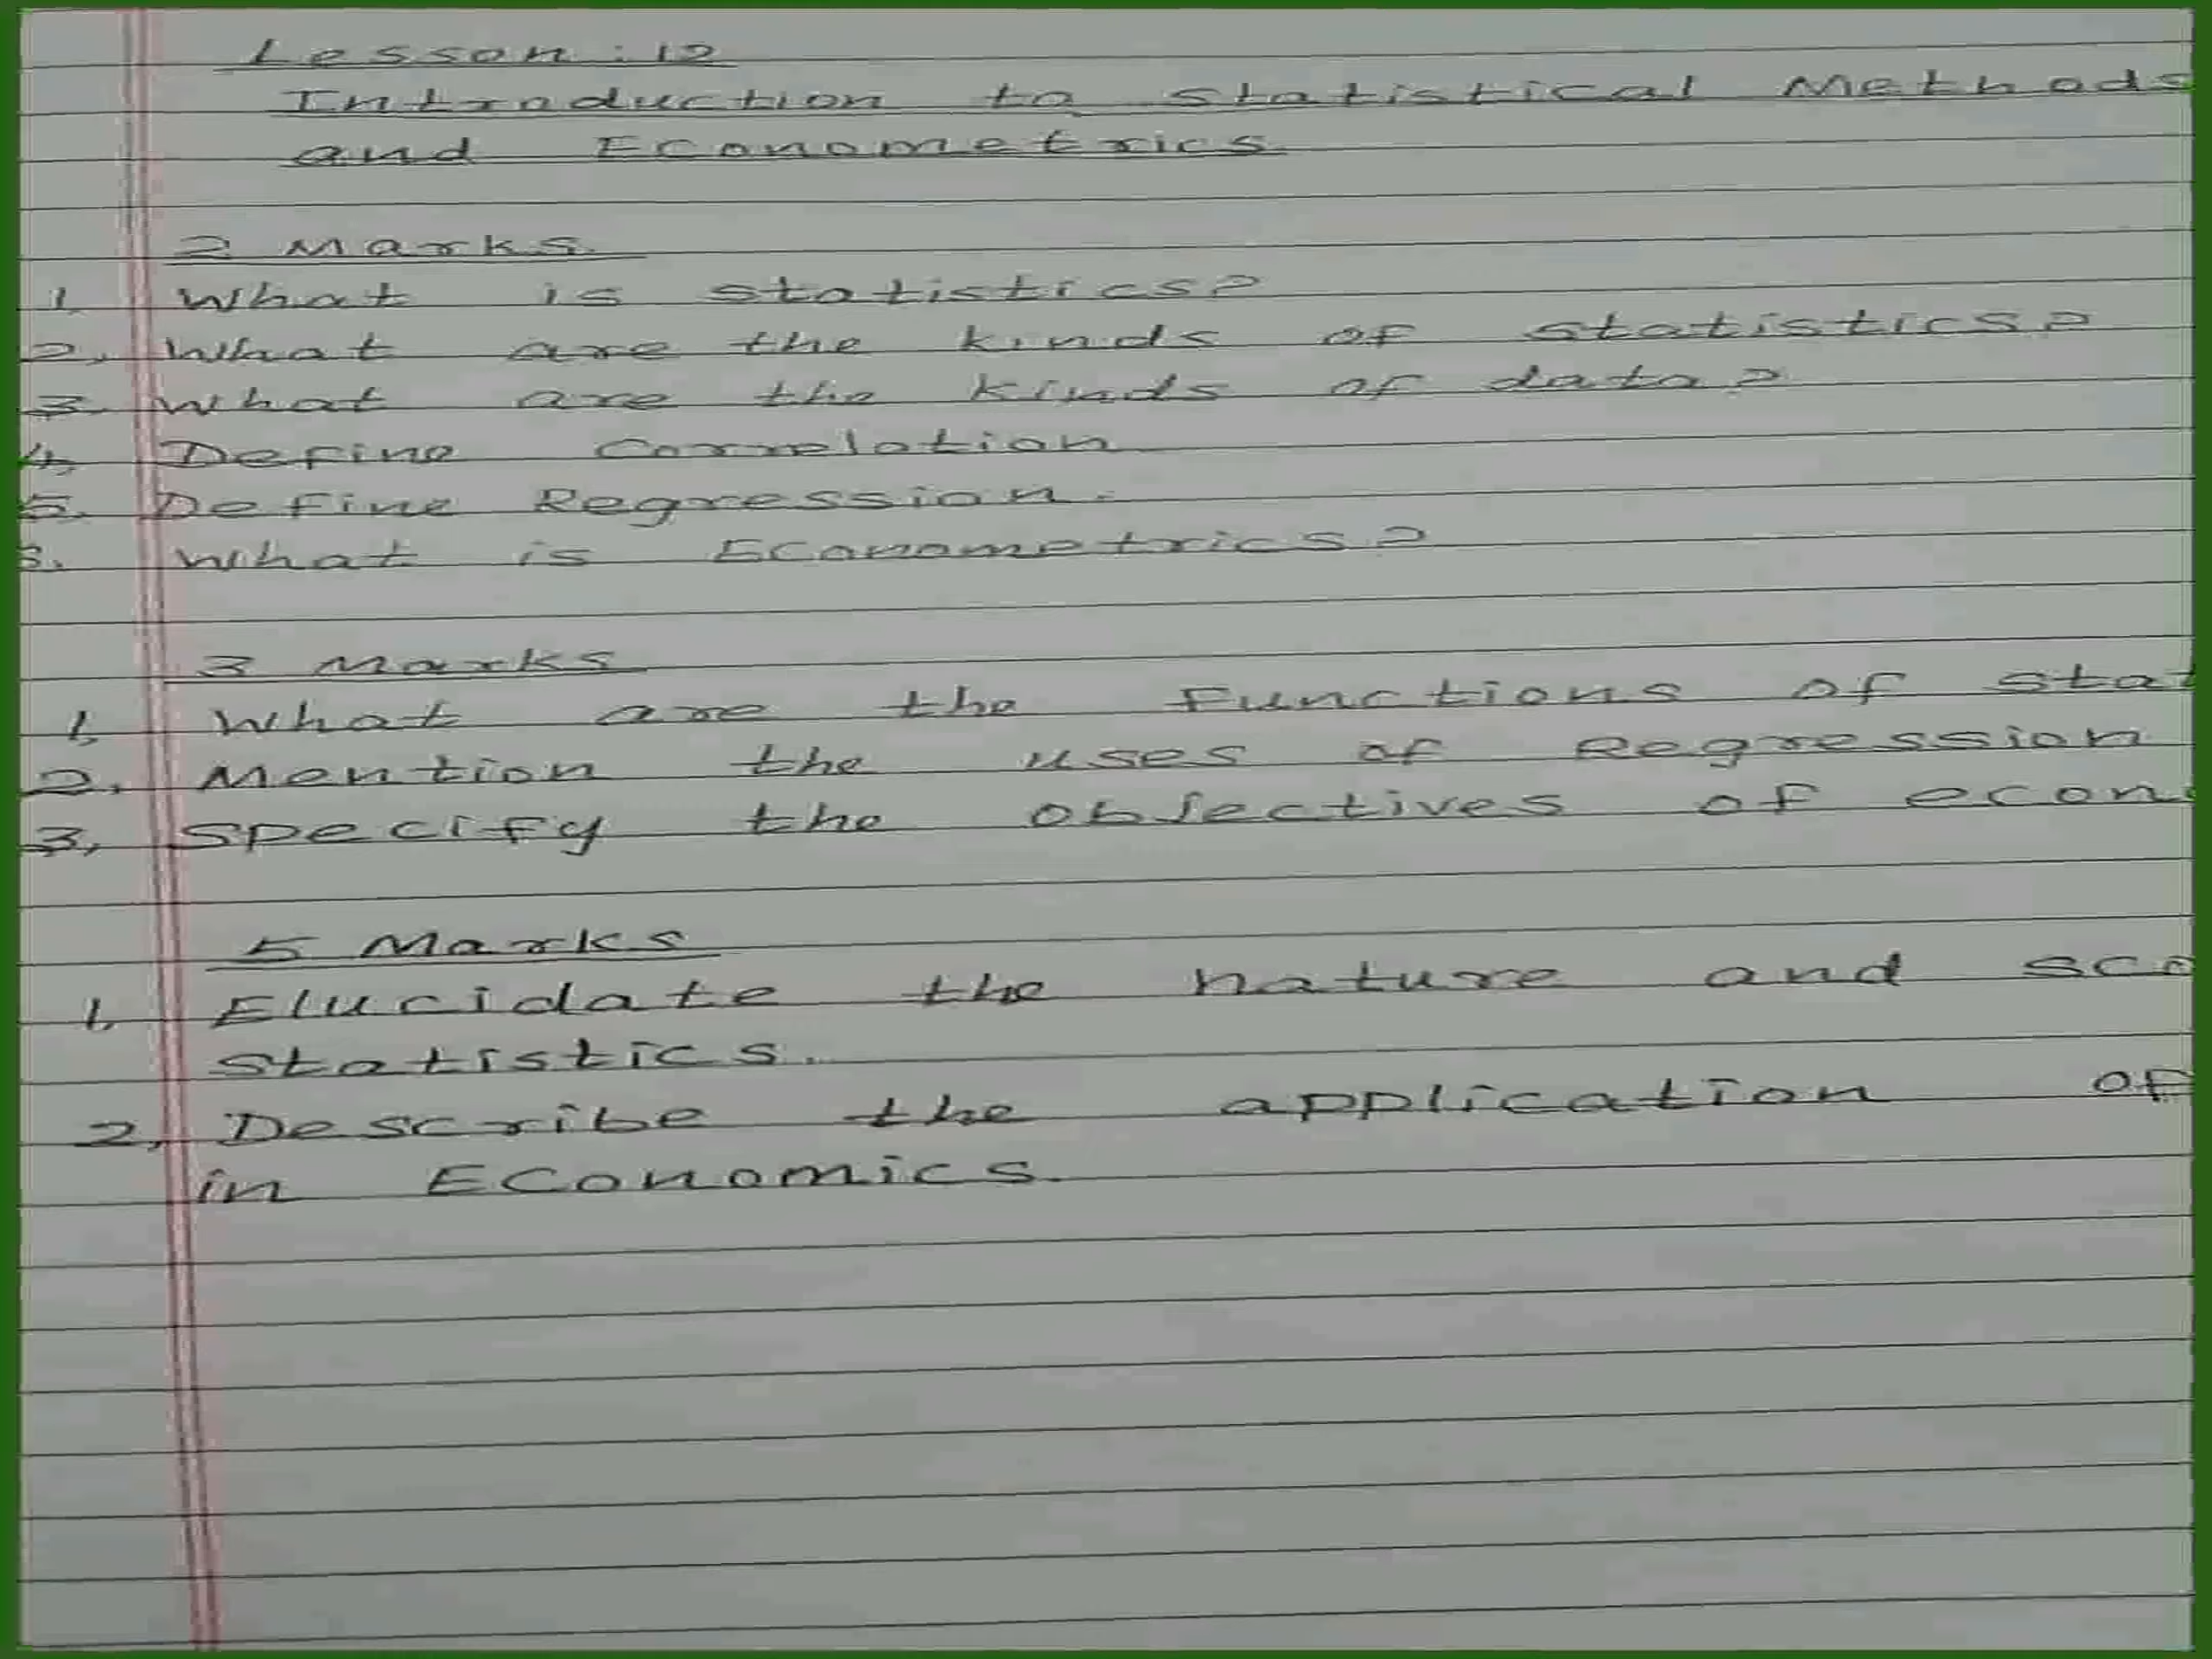 Lesson: 12
Introduction to Statistical Methods
and Econometrics.
2 Marks.
1. What is statistics?
2. What are the kinds of statistics?
3. What are the kinds of data?
4. Define Correlation
5. Define Regression.
What is Econometrics?
3 Marks
1. What are the Functions of stat
2. Mention the uses of Regression
3. Specify the objectives of econ
5 Marks
1. Elucidate the nature and sco
Statistics.
2. Describe the application of
in Economics.